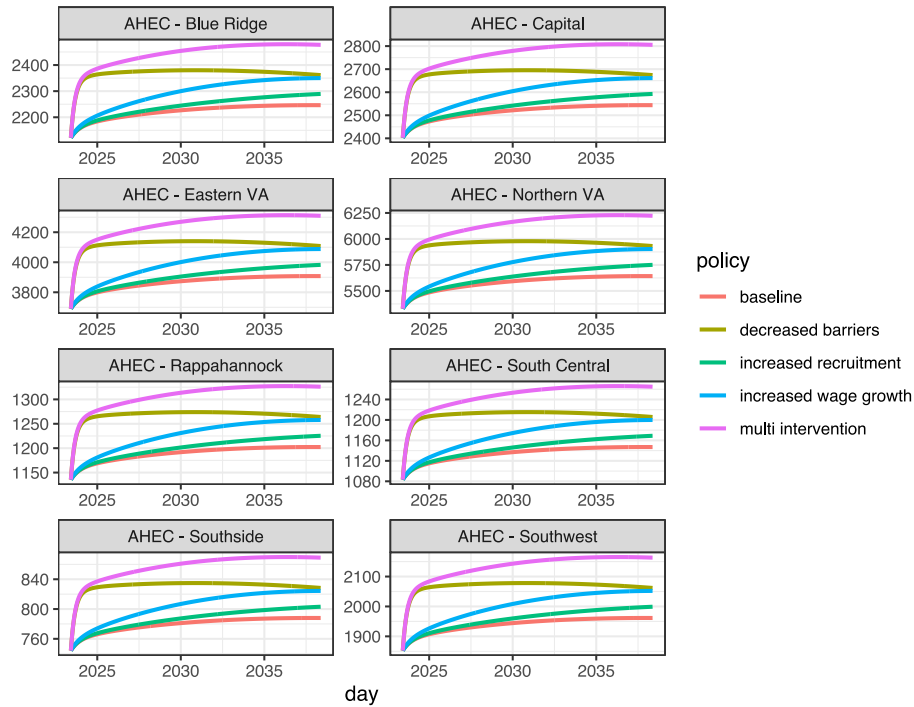 AHEC - Blue Ridge
2400
2300
2200
2025 2030 2035
AHEC - Capital
2800
2700
2600
2500
2400
2025 2030 2035
AHEC - Eastern VA
4200
4000
3800
2025 2030 2035
AHEC - Northern VA
6250
6000
5750
5500
2025 2030 2035
AHEC - Rappahannock
1300
1250
1200
1150
2025 2030 2035
AHEC - South Central
1240
1200
1160
1120
1080
2025 2030 2035
AHEC - Southside
840
800
760
2025 2030 2035
AHEC - Southwest
2100
2000
1900
2025 2030 2035
day
policy
baseline
decreased barriers
increased recruitment
increased wage growth
multi intervention